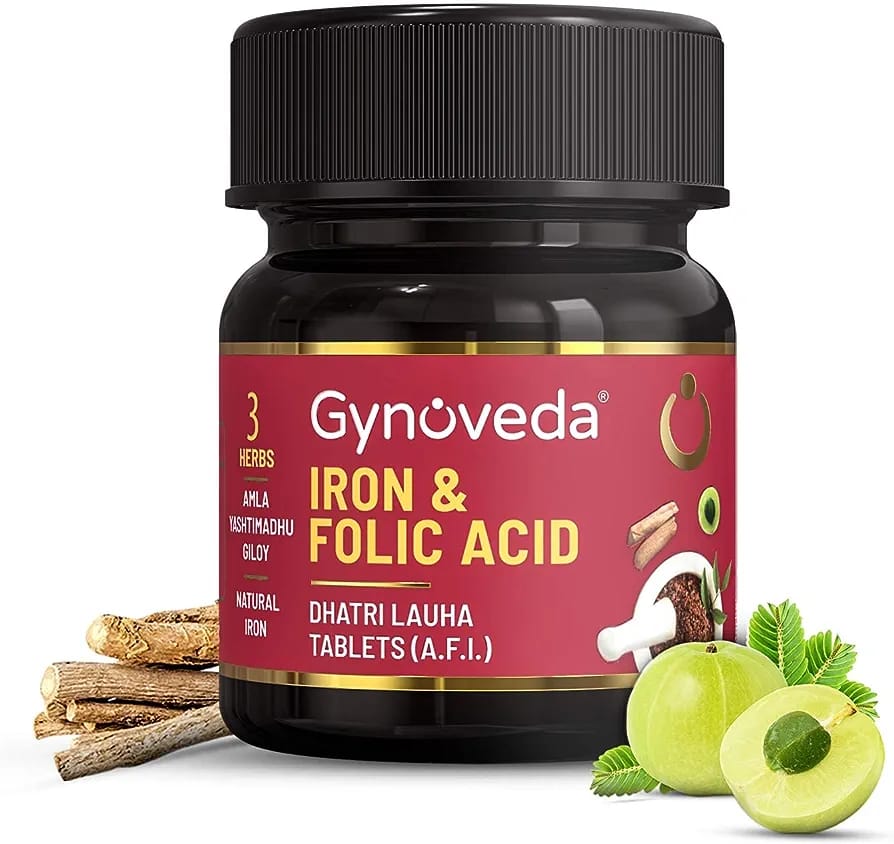 3
HERBS
AMLA
YASHTIMADHU
GILOY
NATURAL
IRON
Gynoveda®
IRON &
FOLIC ACID
DHATRI LAUHA
TABLETS (A.F.I.)